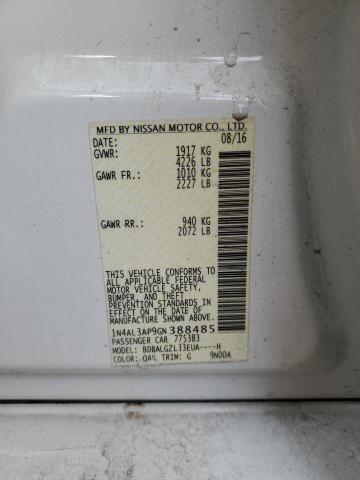 MFD BY NISSAN MOTOR CO., LTD.
DATE: 08/16
GVWR: 1917 KG
4226 LB
GAWR FR.: 1010 KG
2227 LB
GAWR RR.: 940 KG
2072 LB
THIS VEHICLE CONFORMS TO
ALL APPLICABLE FEDERAL
MOTOR VEHICLE SAFETY,
BUMPER, AND THEFT
PREVENTION STANDARDS IN
EFFECT ON THE DATE OF
MANUFACTURE SHOWN ABOVE.
1N4AL3AP9GN388485
PASSENGER CAR 775383
MODEL: BDBALGZL33EUA----H
COLOR: QAK TRIM: G 9N00A